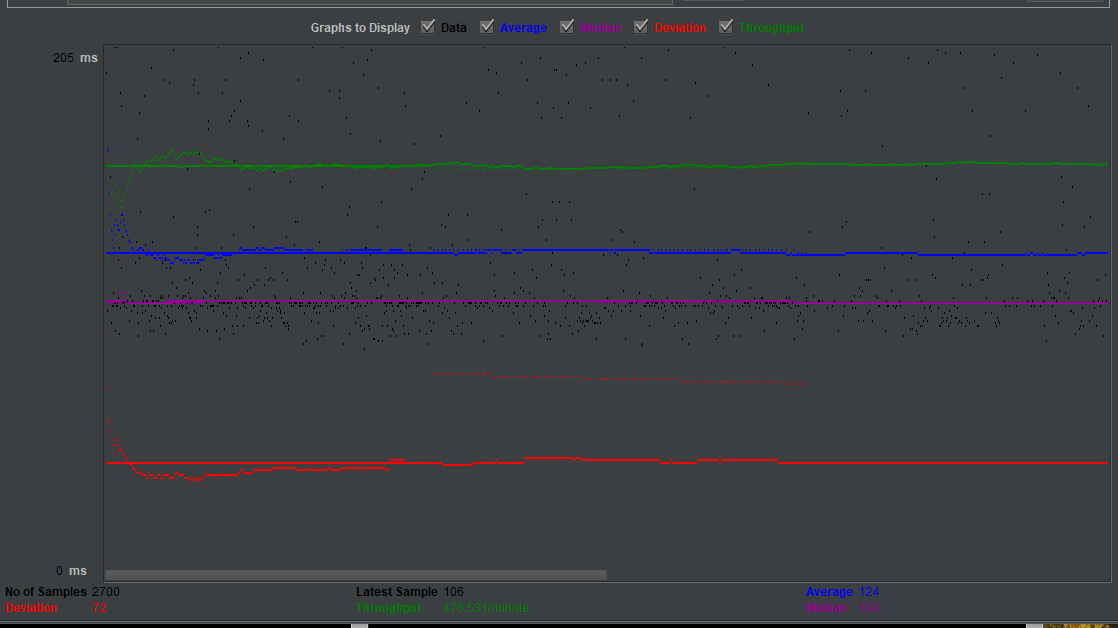 Graphs to Display Data Average Median Deviation Throughput
205 ms
0 ms
No of Samples 2700 Latest Sample 106 Average 124
Deviation 72 Throughput 476.531/minute Median